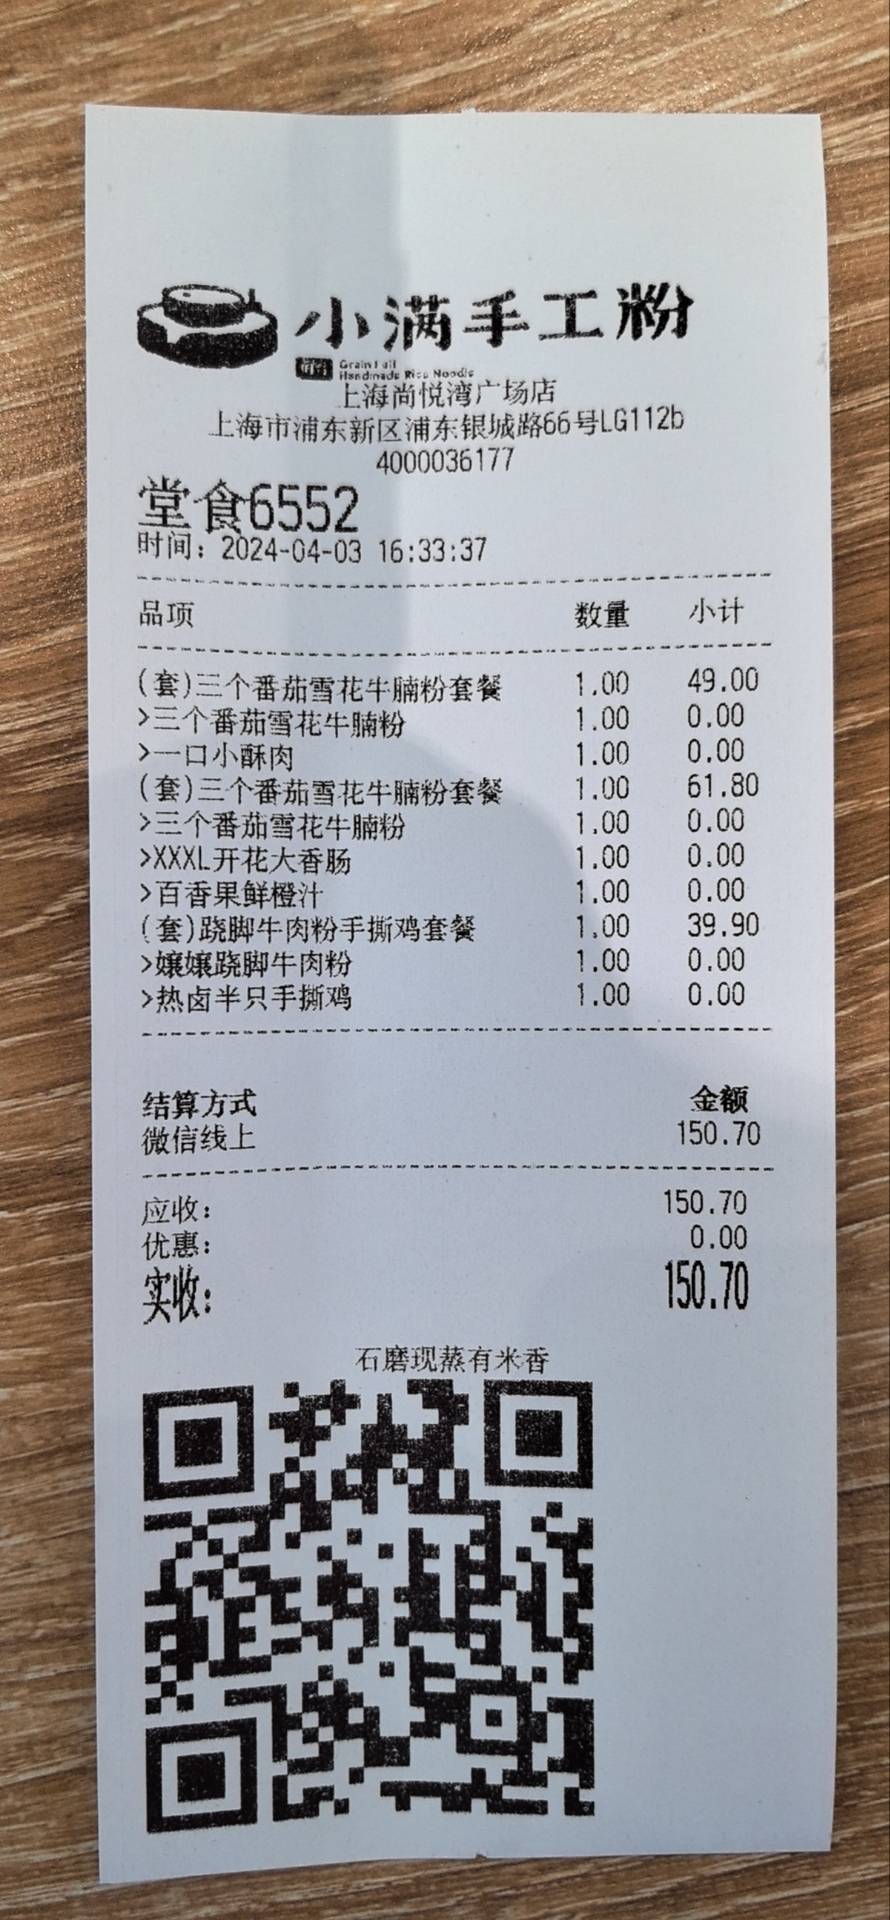 小满手工粉
Grain Full
Handmade Rice Noodle
上海尚悦湾广场店
上海市浦东新区浦东银城路66号LG112b
4000036177
堂食6552
时间：2024-04-03 16:33:37
品项 数量 小计
(套)三个番茄雪花牛腩粉套餐 1.00 49.00
>三个番茄雪花牛腩粉 1.00 0.00
>一口小酥肉 1.00 0.00
(套)三个番茄雪花牛腩粉套餐 1.00 61.80
>三个番茄雪花牛腩粉 1.00 0.00
>XXXL开花大香肠 1.00 0.00
>百香果鲜橙汁 1.00 0.00
(套)跷脚牛肉粉手撕鸡套餐 1.00 39.90
>嬢嬢跷脚牛肉粉 1.00 0.00
>热卤半只手撕鸡 1.00 0.00
结算方式 金额
微信线上 150.70
应收： 150.70
优惠： 0.00
实收： 150.70
石磨现蒸有米香